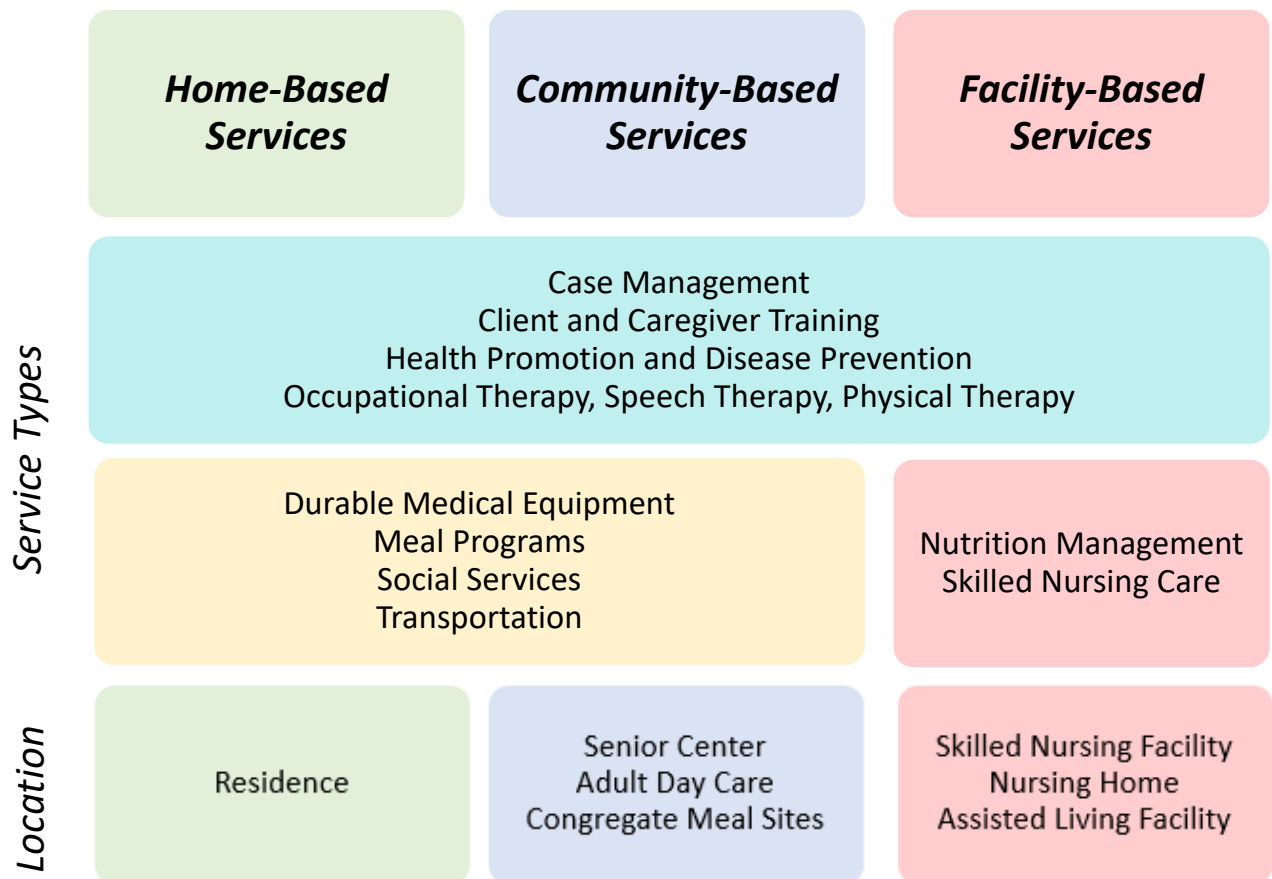 Home-Based
Services
Community-Based
Services
Facility-Based
Services
Service Types
Case Management
Client and Caregiver Training
Health Promotion and Disease Prevention
Occupational Therapy, Speech Therapy, Physical Therapy
Durable Medical Equipment
Meal Programs
Social Services
Transportation
Nutrition Management
Skilled Nursing Care
Location
Residence
Senior Center
Adult Day Care
Congregate Meal Sites
Skilled Nursing Facility
Nursing Home
Assisted Living Facility